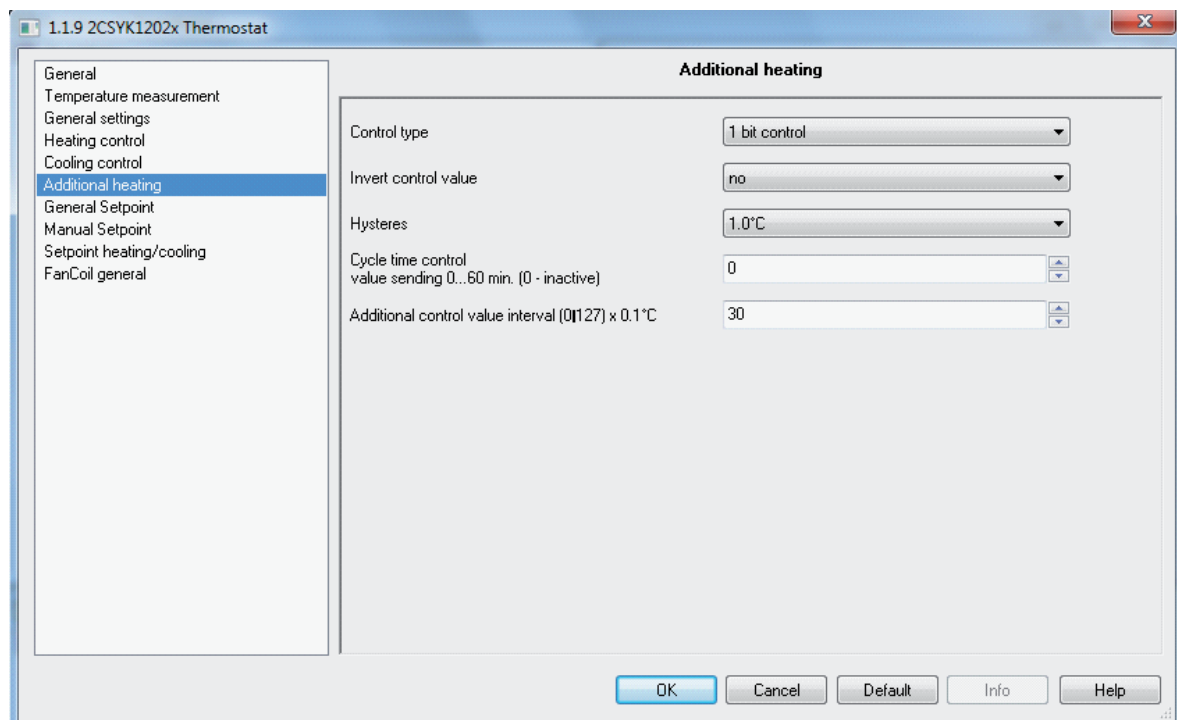 1.1.9 2CSYK1202x Thermostat
General
Temperature measurement
General settings
Heating control
Cooling control
Additional heating
General Setpoint
Manual Setpoint
Setpoint heating/cooling
FanCoil general
Additional heating
Control type
1 bit control
Invert control value
no
Hysteres
1.0°C
Cycle time control
value sending 0...60 min. (0 - inactive)
0
Additional control value interval (0‖127) x 0.1°C
30
OK
Cancel
Default
Info
Help